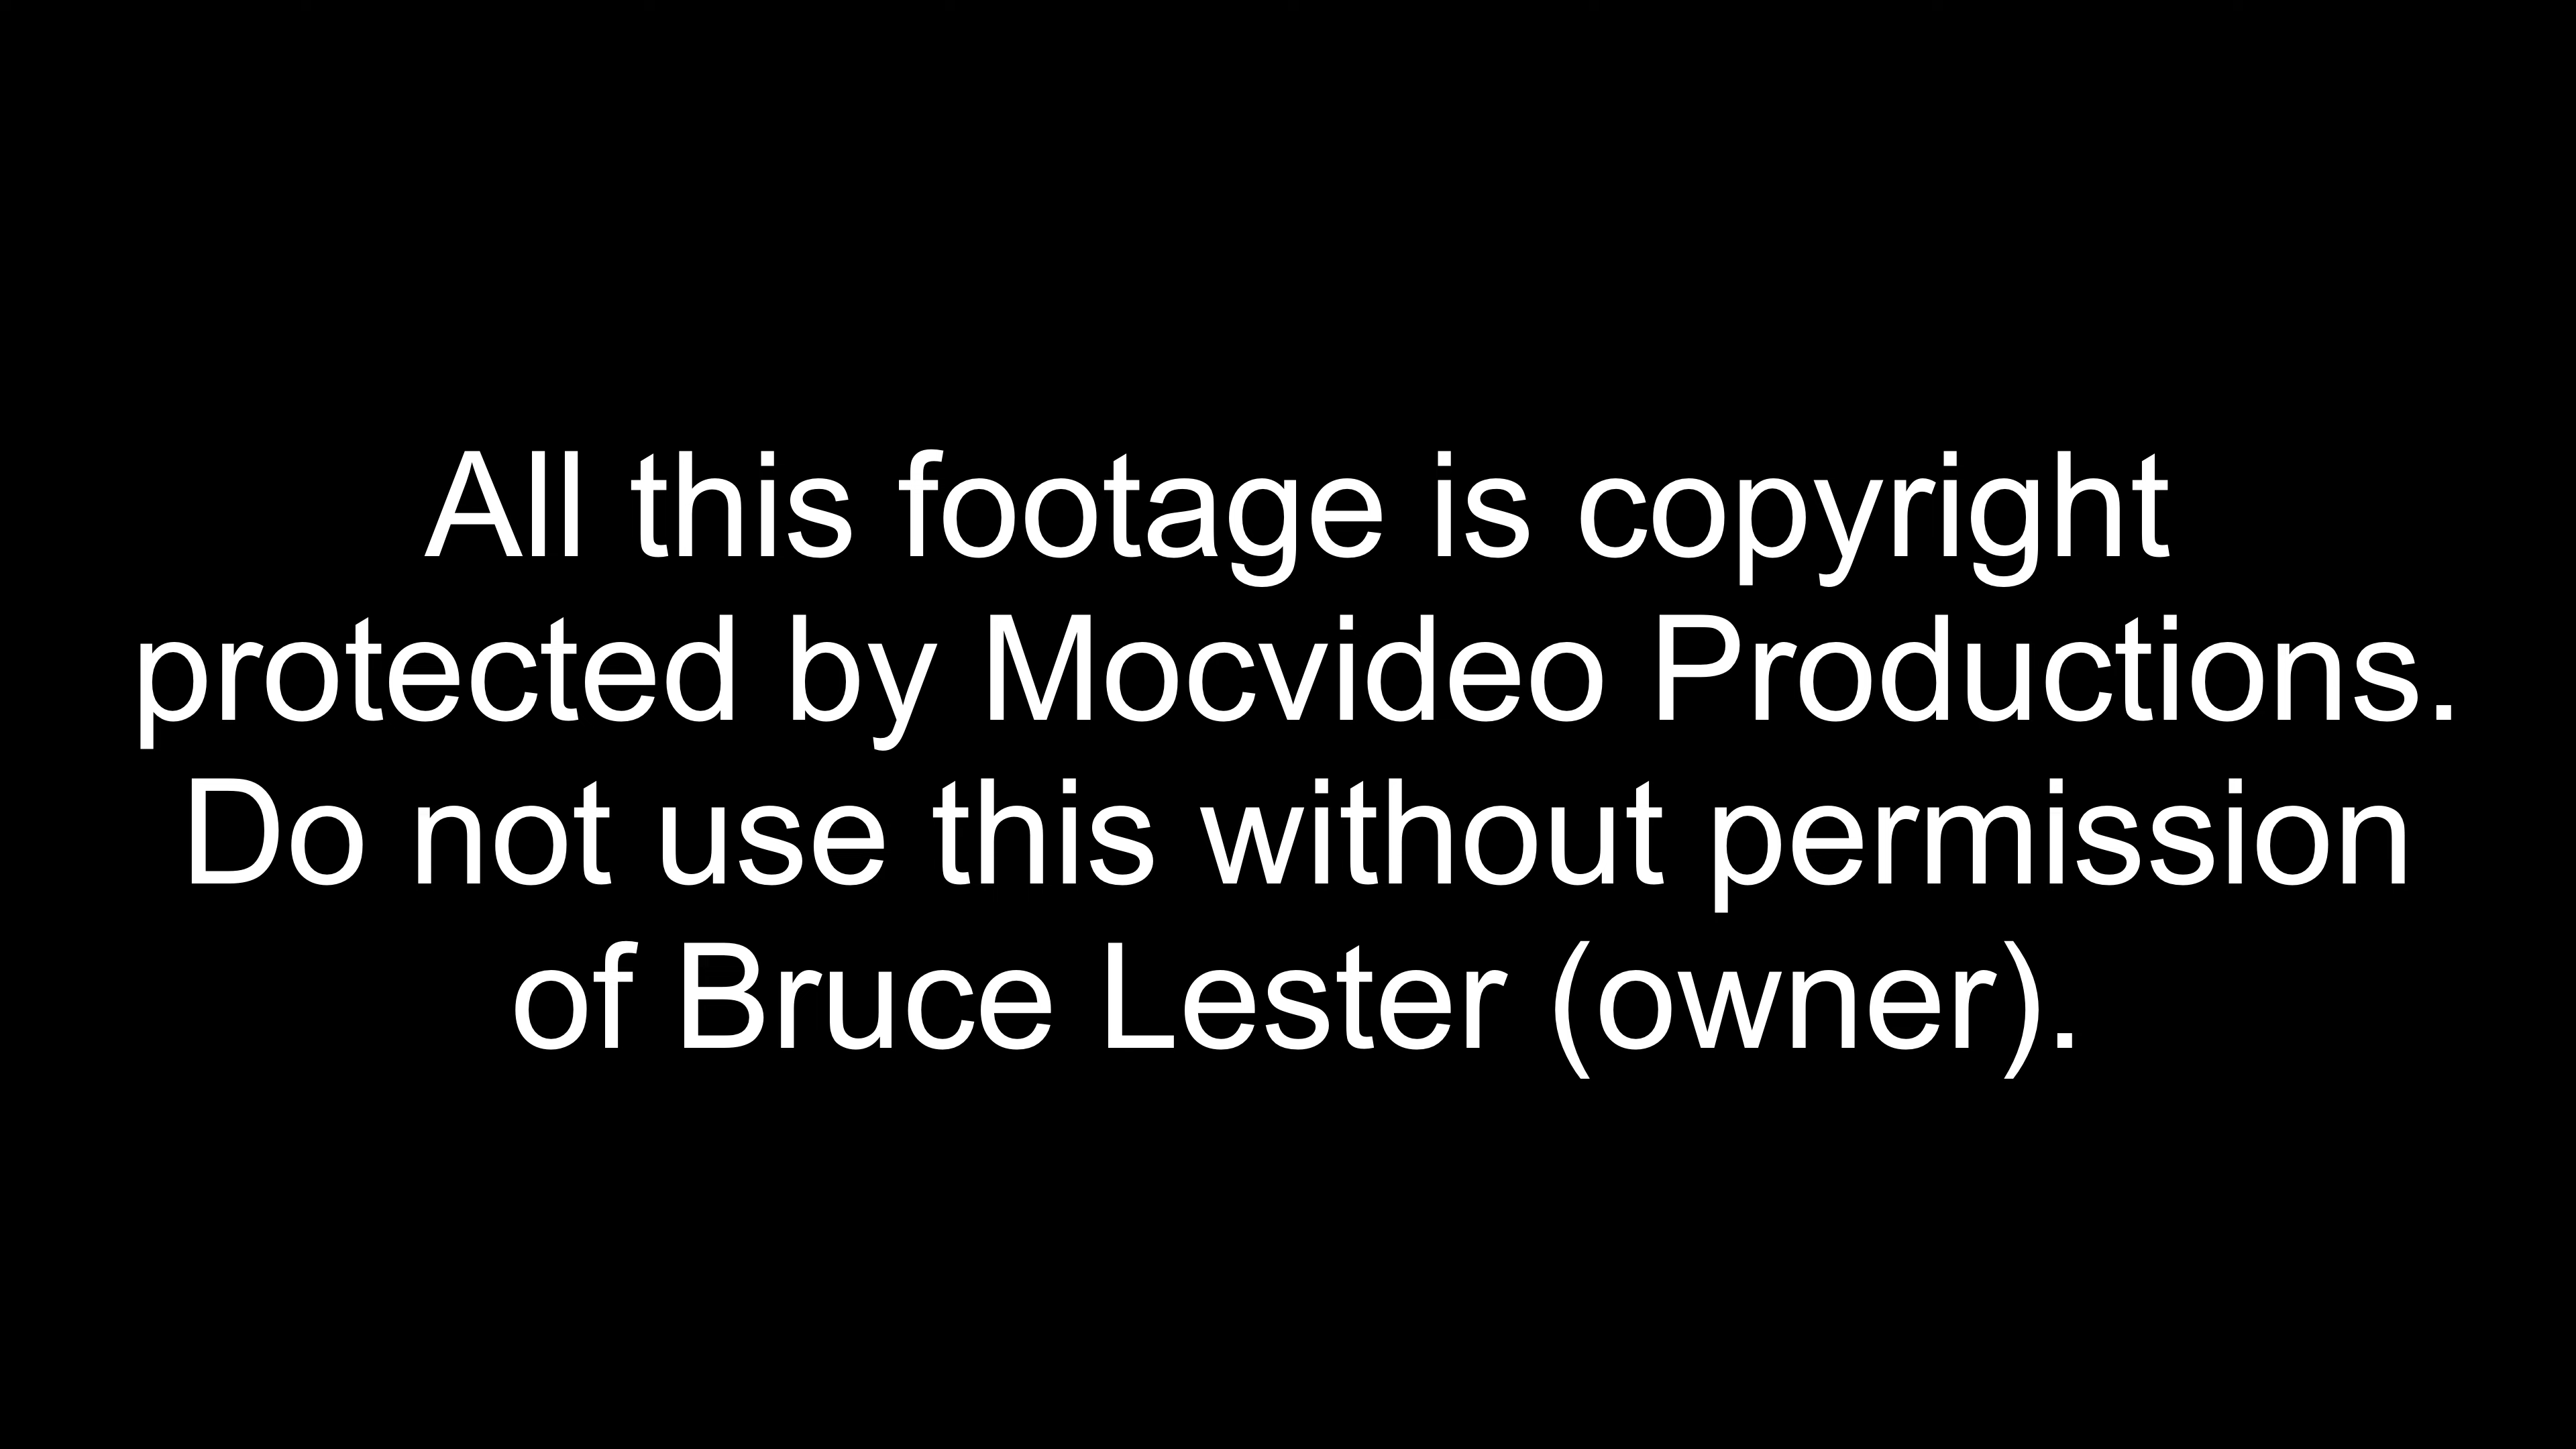 All this footage is copyright
protected by Mocvideo Productions.
Do not use this without permission
of Bruce Lester (owner).